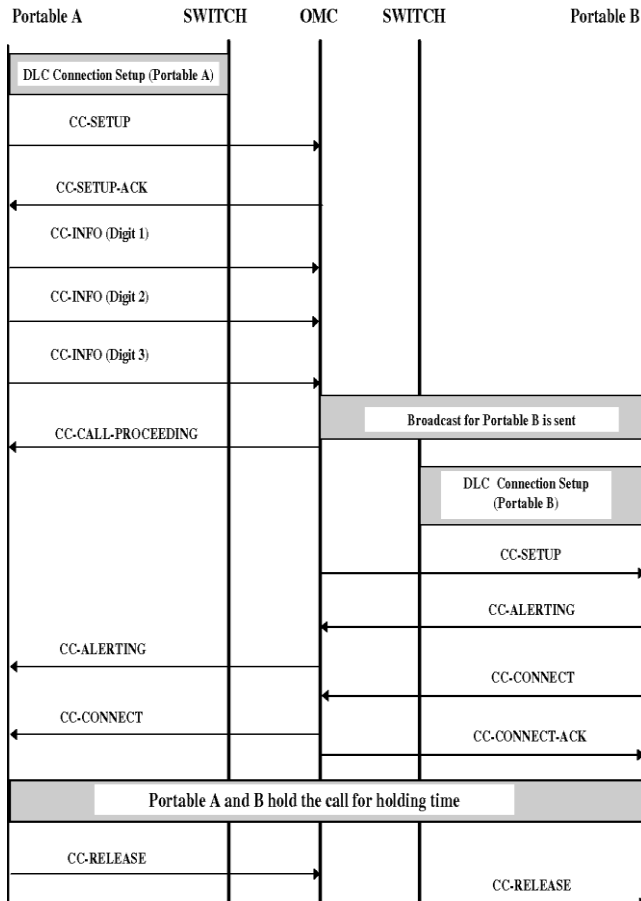 Portable A SWITCH OMC SWITCH Portable B
DLC Connection Setup (Portable A)
CC-SETUP
CC-SETUP-ACK
CC-INFO (Digit 1)
CC-INFO (Digit 2)
CC-INFO (Digit 3)
Broadcast for Portable B is sent
CC-CALL-PROCEEDING
DLC Connection Setup
(Portable B)
CC-SETUP
CC-ALERTING
CC-ALERTING
CC-CONNECT
CC-CONNECT
CC-CONNECT-ACK
Portable A and B hold the call for holding time
CC-RELEASE
CC-RELEASE